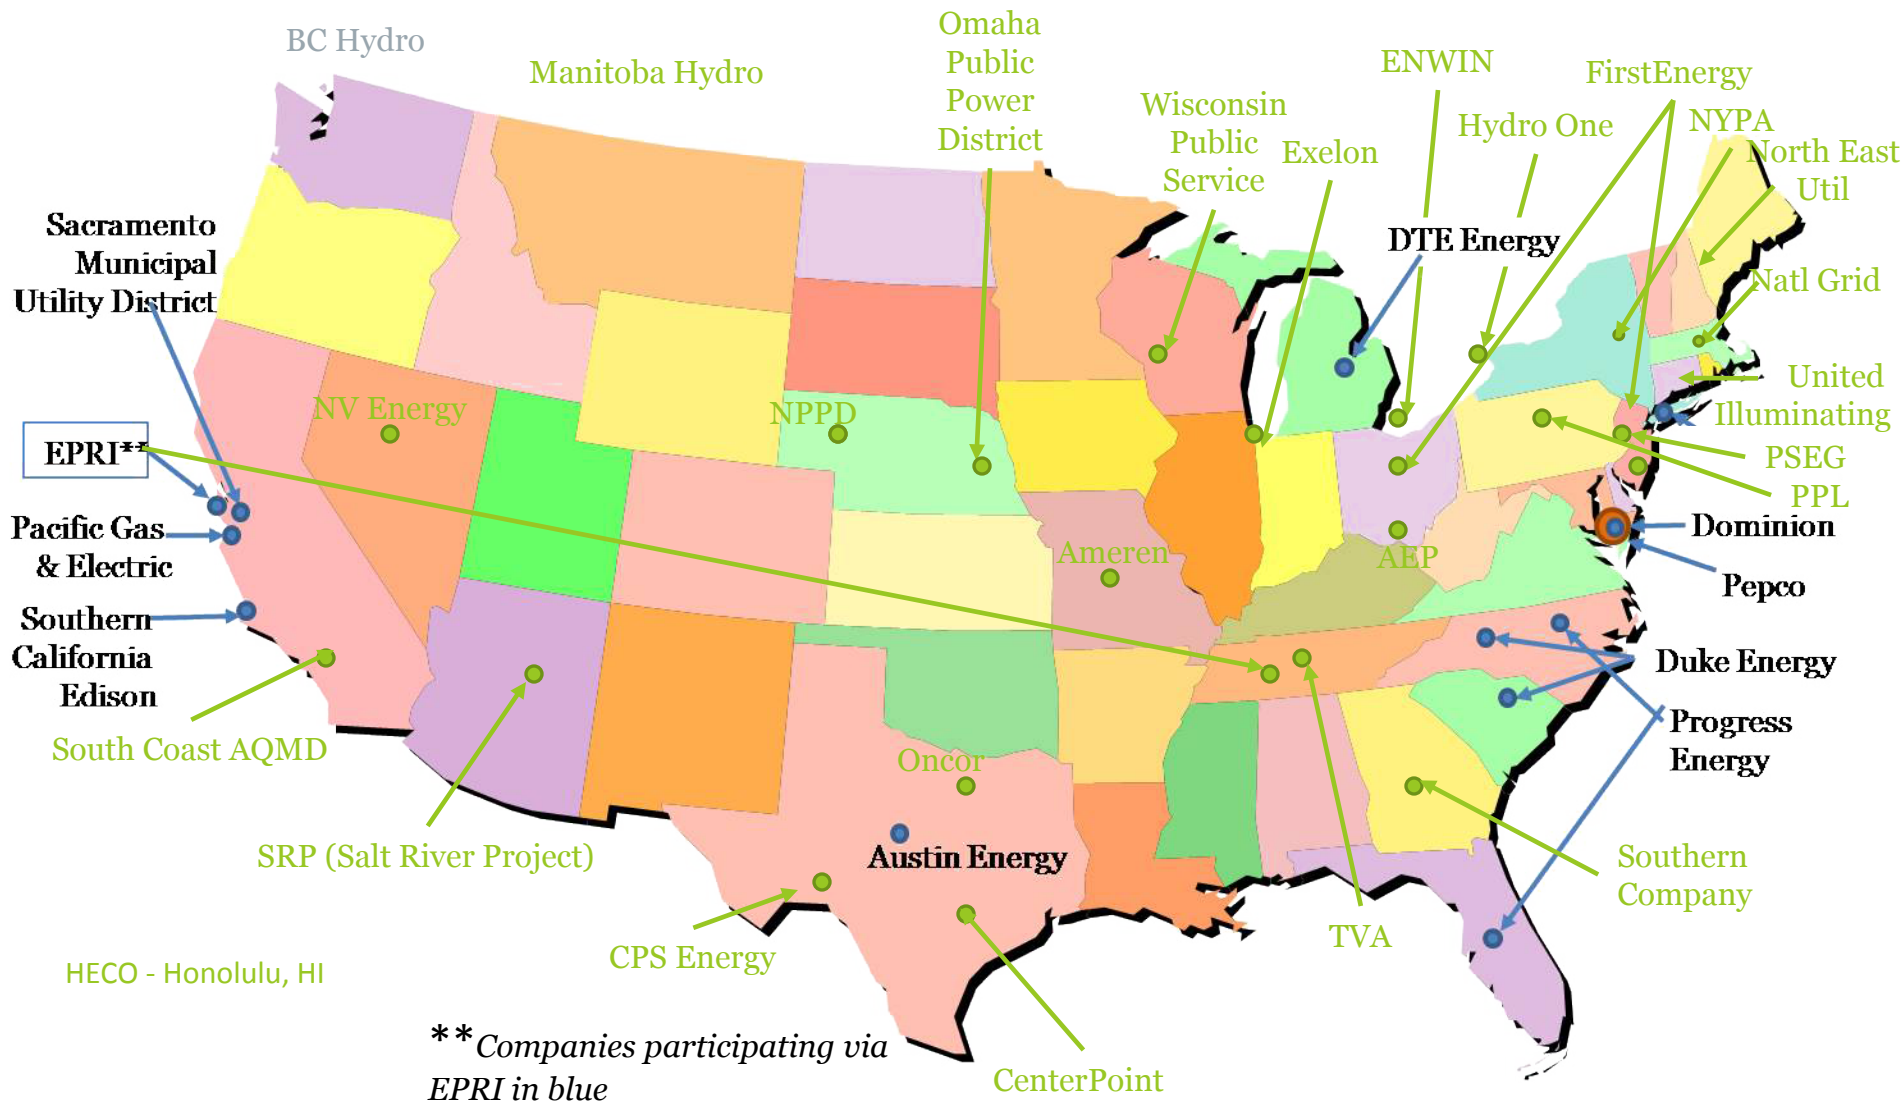 BC Hydro
Manitoba Hydro
Omaha
Public
Power
District
Wisconsin
Public
Service
Exelon
ENWIN
Hydro One
FirstEnergy
NYPA
North East
Util
DTE Energy
Natl Grid
United
Illuminating
PSEG
PPL
Dominion
Pepco
Duke Energy
Progress
Energy
Southern
Company
TVA
CenterPoint
CPS Energy
Austin Energy
Oncor
AEP
Ameren
NPPD
NV Energy
Sacramento
Municipal
Utility District
EPRI**
Pacific Gas
& Electric
Southern
California
Edison
South Coast AQMD
SRP (Salt River Project)
HECO - Honolulu, HI
**Companies participating via
EPRI in blue